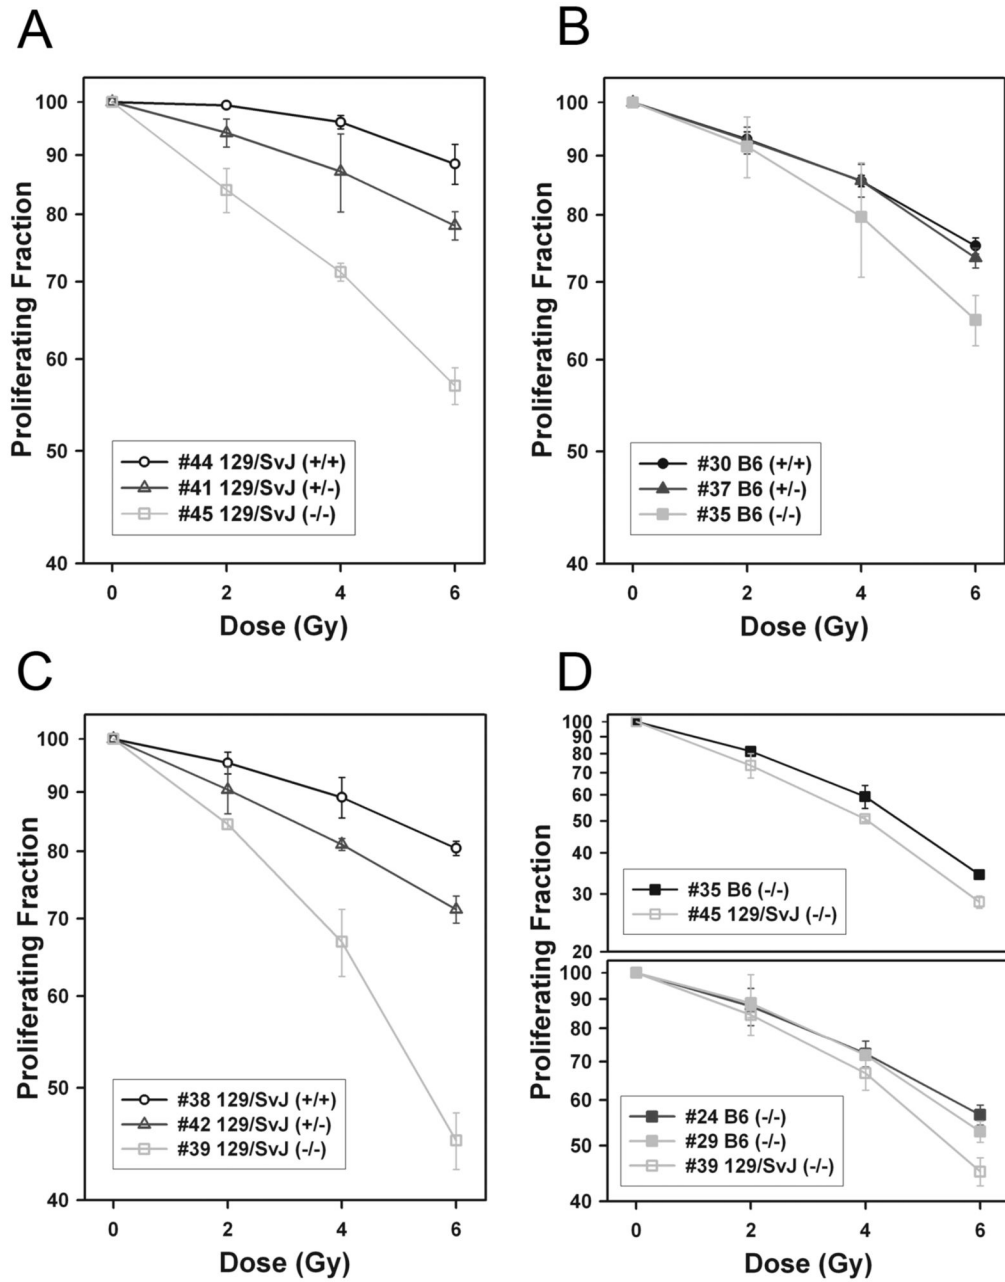 A
Proliferating Fraction
100
90
80
70
60
50
40
#44 129/SvJ (+/+)
#41 129/SvJ (+/-)
#45 129/SvJ (-/-)
0 2 4 6
Dose (Gy)
B
Proliferating Fraction
100
90
80
70
60
50
40
#30 B6 (+/+)
#37 B6 (+/-)
#35 B6 (-/-)
0 2 4 6
Dose (Gy)
C
Proliferating Fraction
100
90
80
70
60
50
40
#38 129/SvJ (+/+)
#42 129/SvJ (+/-)
#39 129/SvJ (-/-)
0 2 4 6
Dose (Gy)
D
Proliferating Fraction
100
90
80
70
60
50
40
30
20
#35 B6 (-/-)
#45 129/SvJ (-/-)
100
90
80
70
60
50
40
#24 B6 (-/-)
#29 B6 (-/-)
#39 129/SvJ (-/-)
0 2 4 6
Dose (Gy)